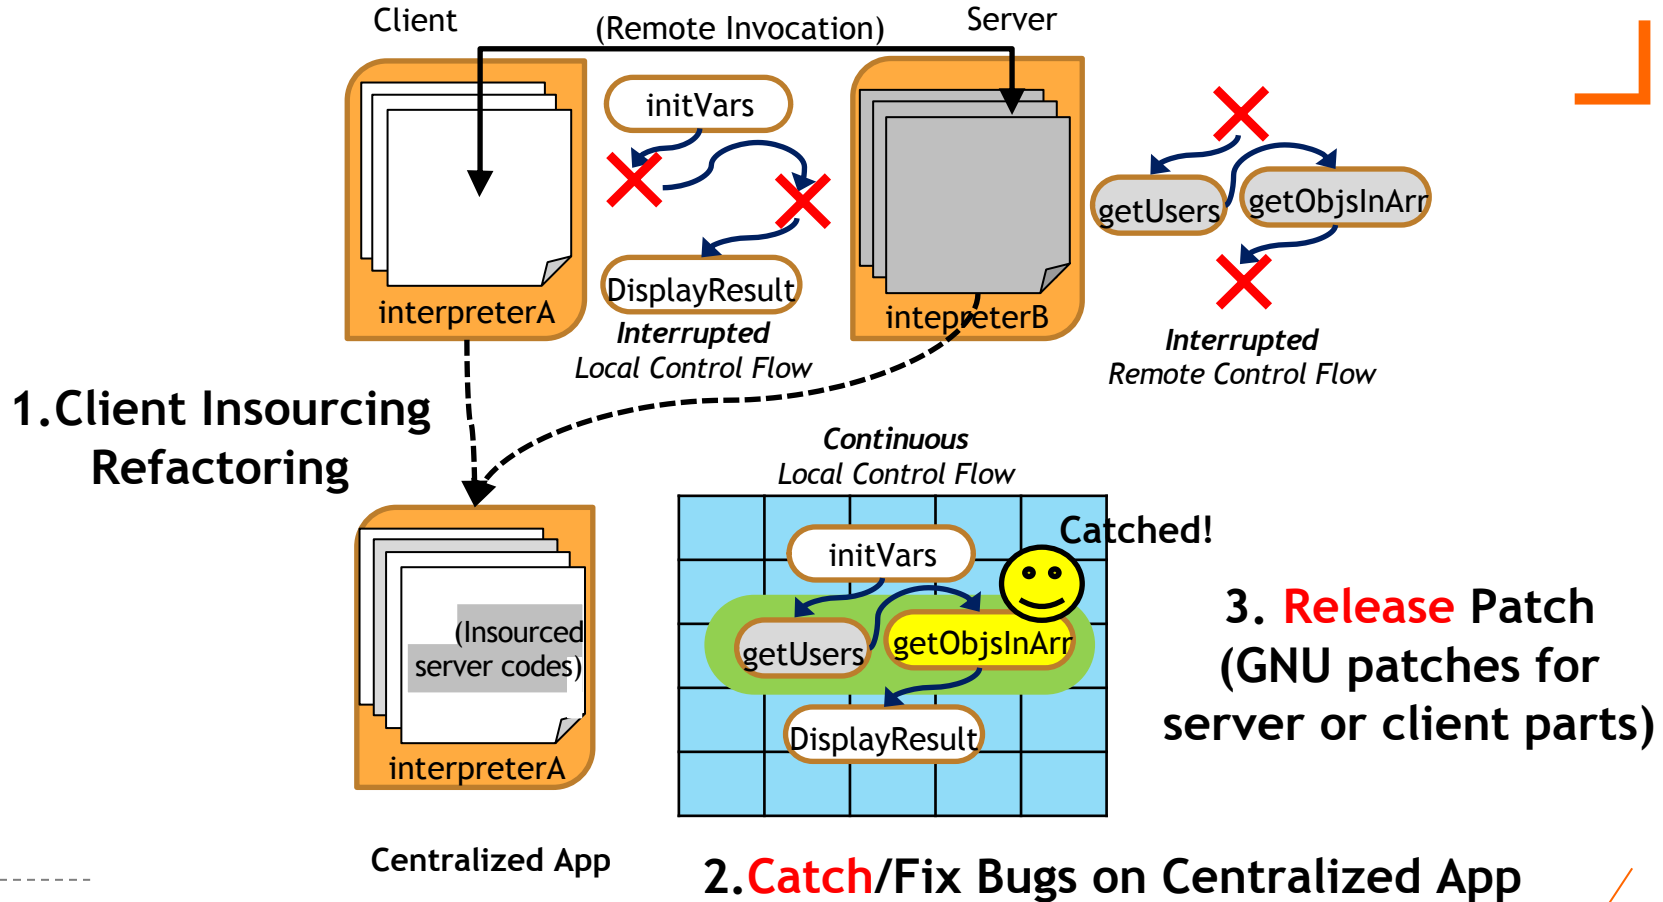 Client
(Remote Invocation)
Server
initVars
DisplayResult
interpreterA
Interrupted
Local Control Flow
intepreterB
getUsers
getObjsInArr
Interrupted
Remote Control Flow
1.Client Insourcing
Refactoring
Continuous
Local Control Flow
Catched!
initVars
getUsers
getObjsInArr
DisplayResult
(Insourced
server codes)
interpreterA
Centralized App
3. Release Patch
(GNU patches for
server or client parts)
2.Catch/Fix Bugs on Centralized App